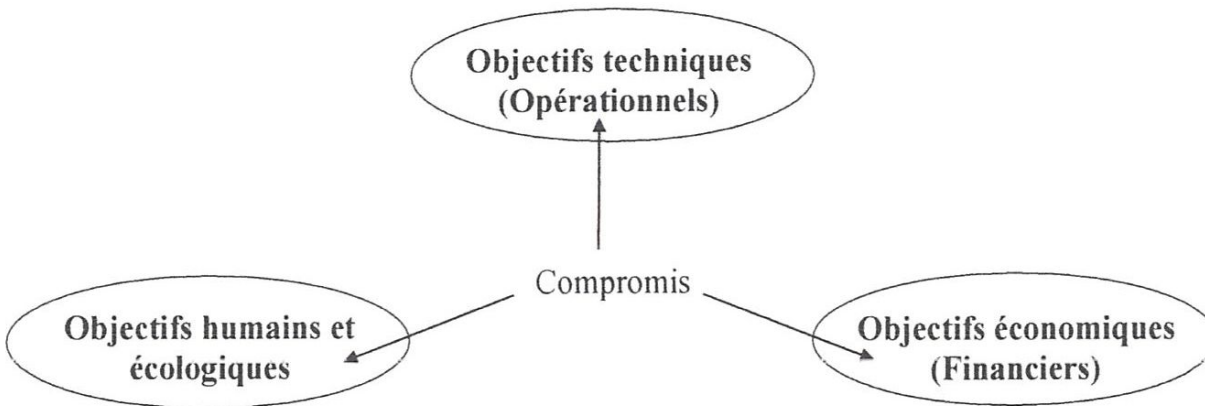 Objectifs techniques
(Opérationnels)
Compromis
Objectifs humains et
écologiques
Objectifs économiques
(Financiers)